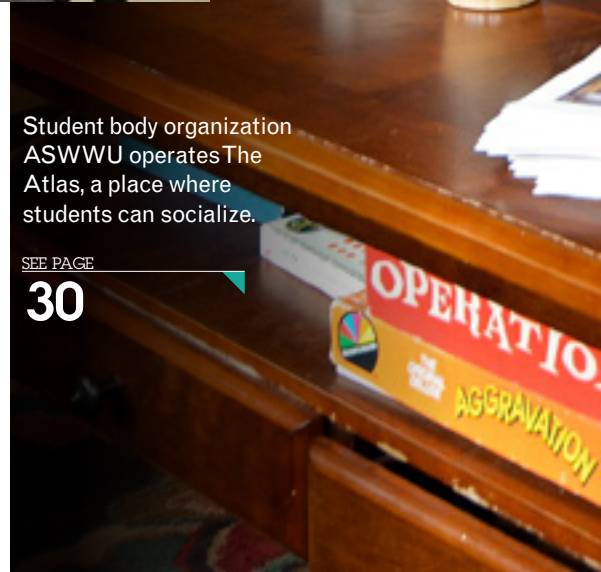 Student body organization
ASWWU operates The
Atlas, a place where
students can socialize.
SEE PAGE
30
OPERATIO
AGGRAVATION